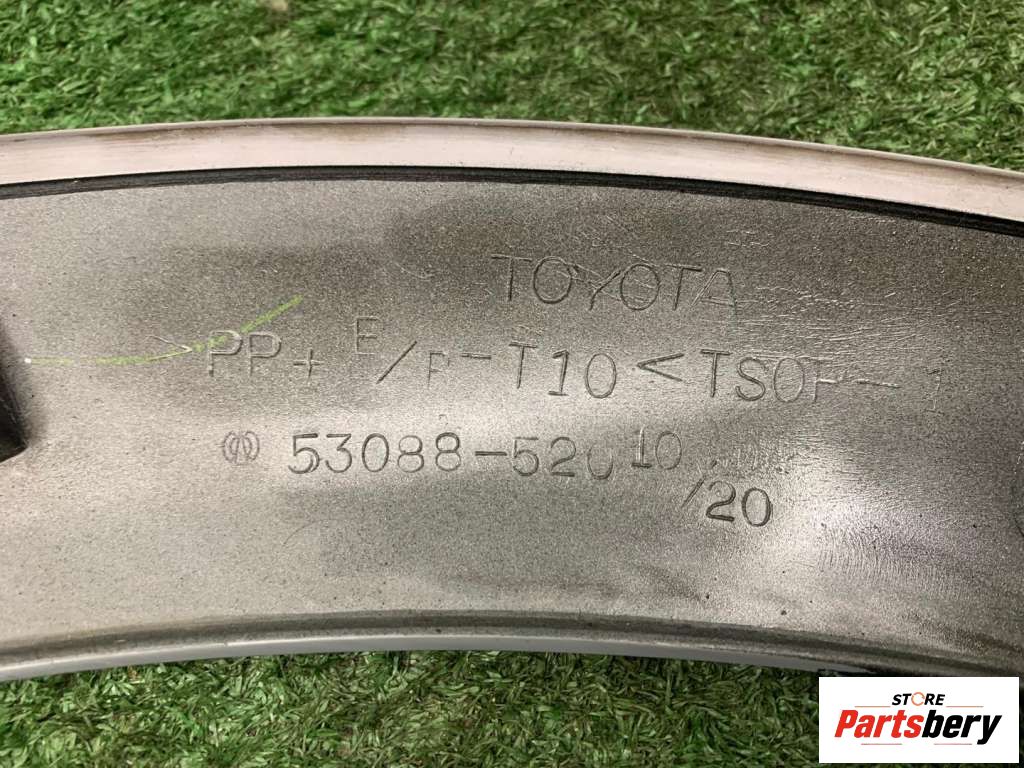 TOYOTA
>PP+E/P-T10<TSOP-1
53088-52010/20
STORE
Partsbery